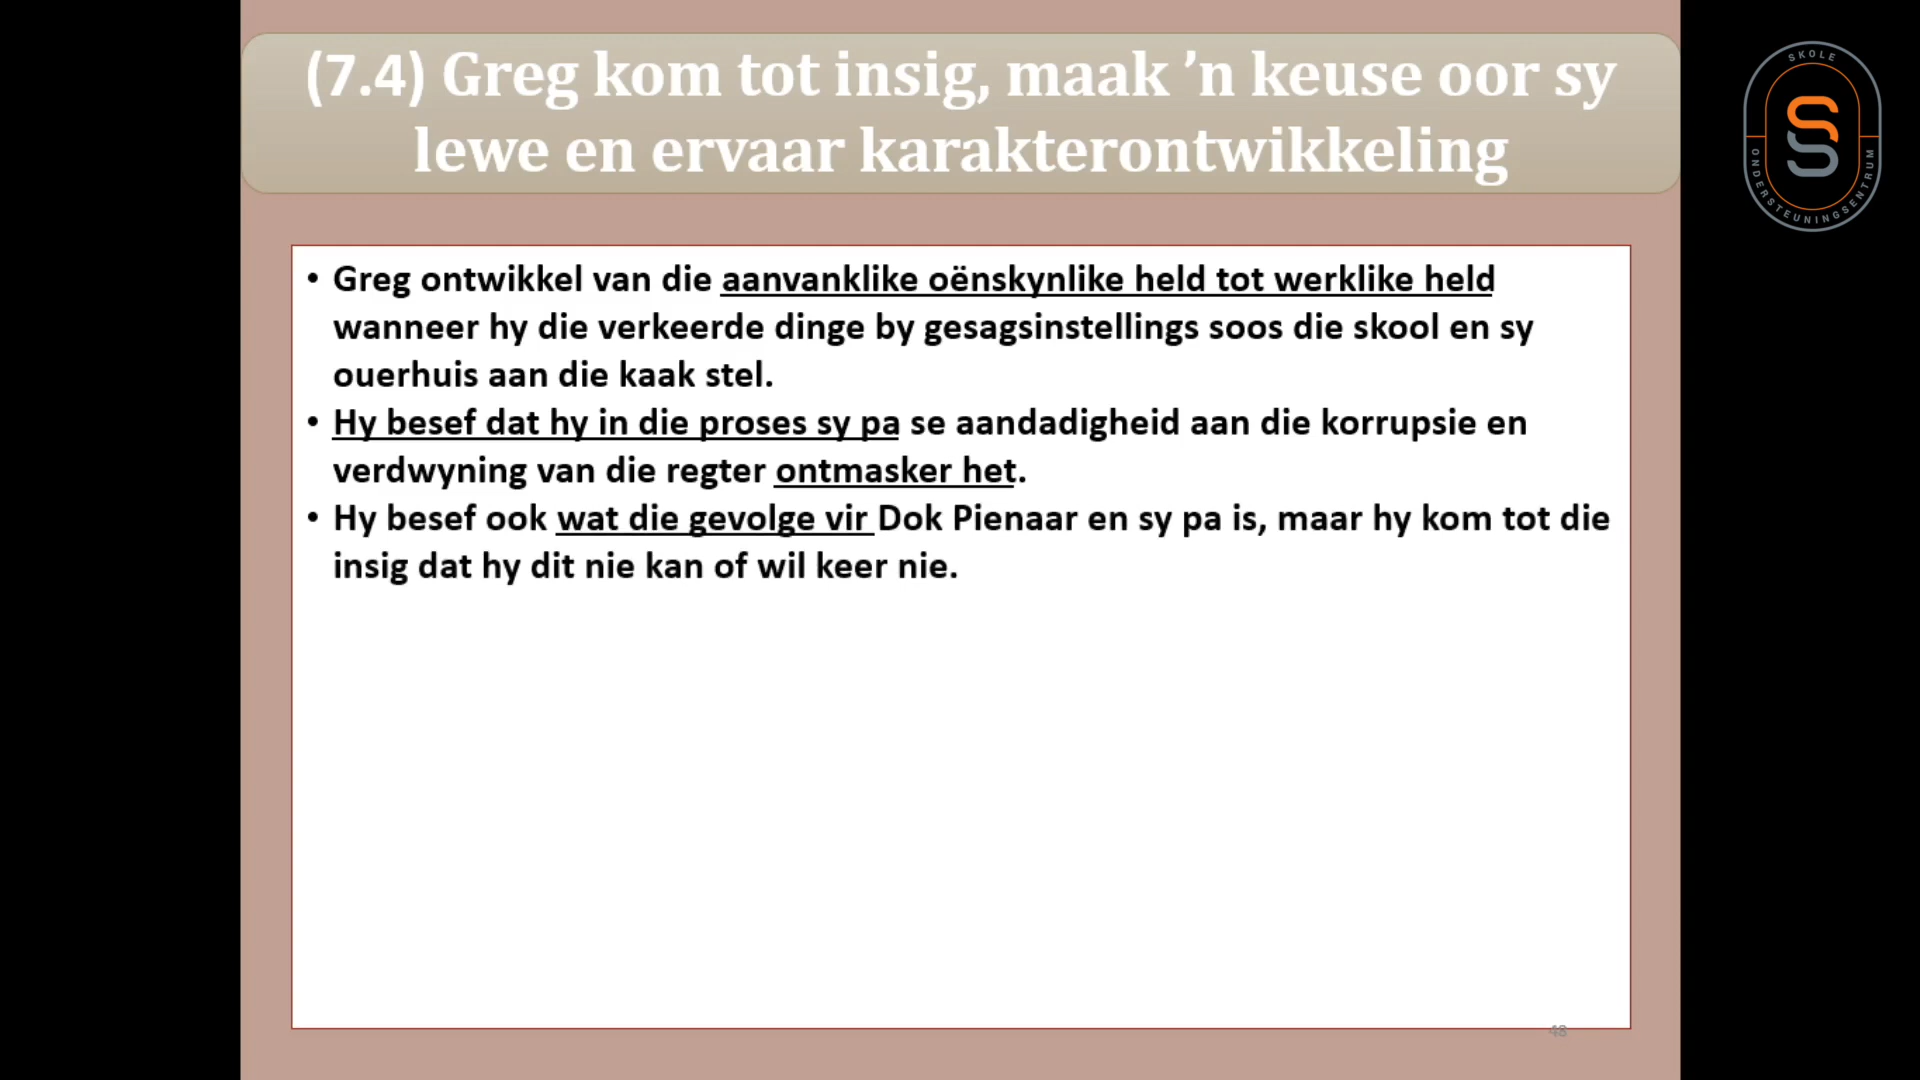 (7.4) Greg kom tot insig, maak ’n keuse oor sy
lewe en ervaar karakterontwikkeling
SKOLE
ONDERSTEUNINGSENTRUM
• Greg ontwikkel van die aanvanklike oënskynlike held tot werklike held
wanneer hy die verkeerde dinge by gesagsinstellings soos die skool en sy
ouerhuis aan die kaak stel.
• Hy besef dat hy in die proses sy pa se aandadigheid aan die korrupsie en
verdwyning van die regter ontmasker het.
• Hy besef ook wat die gevolge vir Dok Pienaar en sy pa is, maar hy kom tot die
insig dat hy dit nie kan of wil keer nie.
48